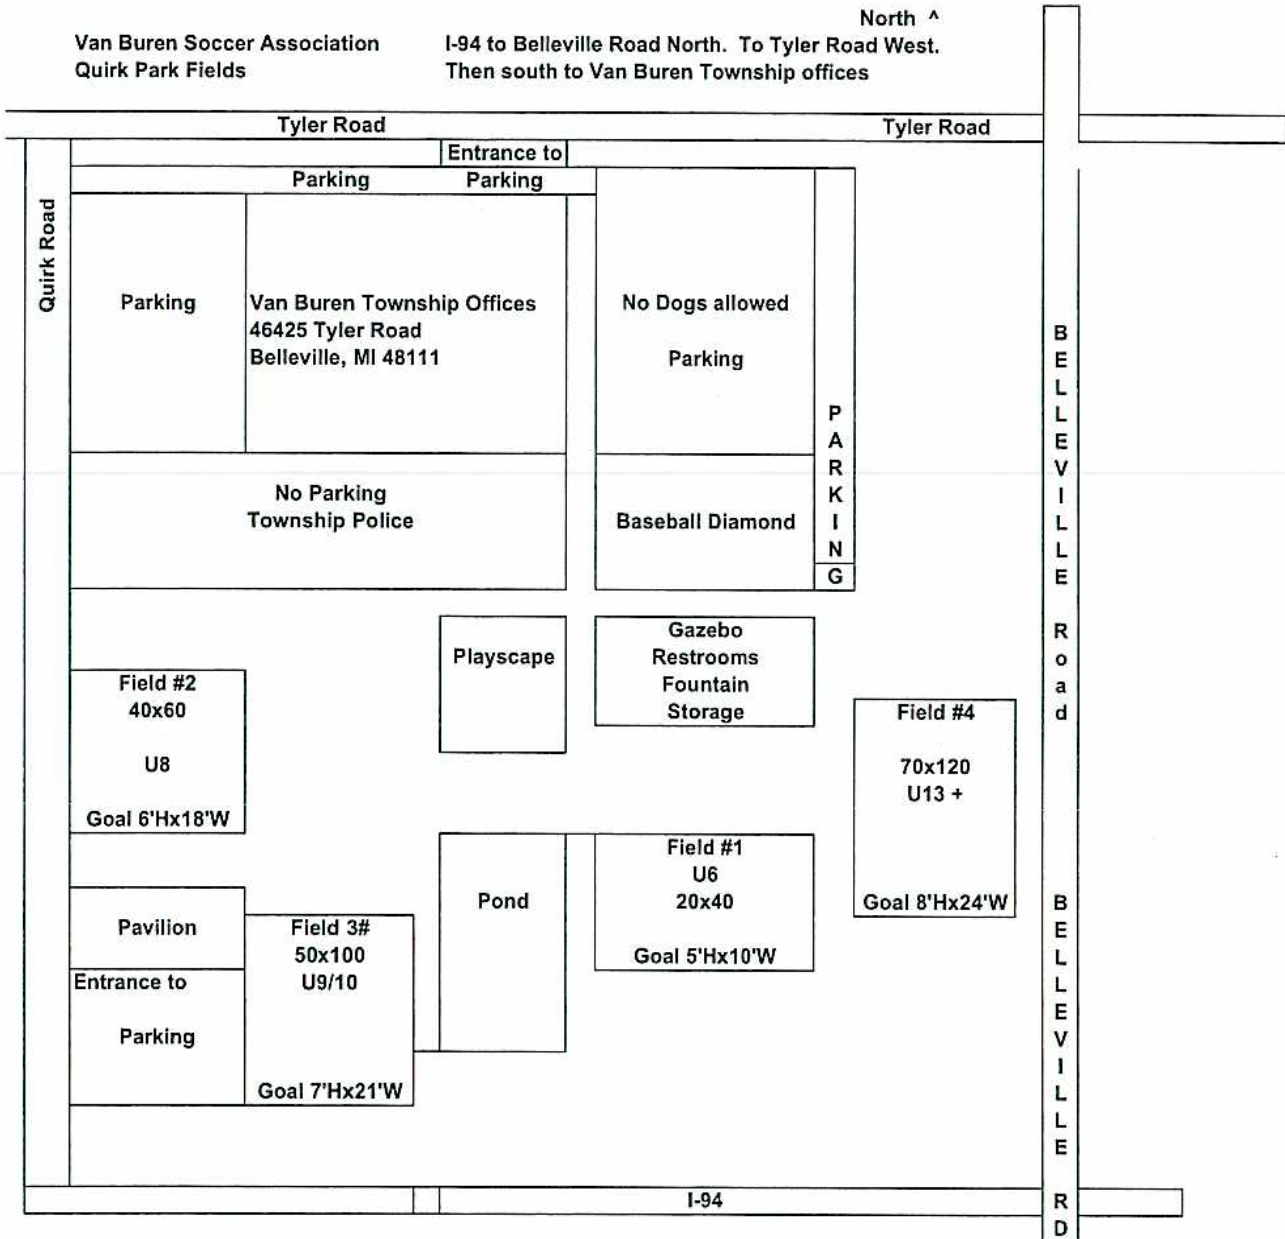 North ^
Van Buren Soccer Association
Quirk Park Fields
I-94 to Belleville Road North. To Tyler Road West.
Then south to Van Buren Township offices
Tyler Road
Tyler Road
Entrance to
Parking
Parking
Quirk Road
Parking
Van Buren Township Offices
46425 Tyler Road
Belleville, MI 48111
No Dogs allowed
Parking
PARKING
BELLEVILLE Road
No Parking
Township Police
Baseball Diamond
Playscape
Gazebo
Restrooms
Fountain
Storage
Field #2
40x60
U8
Goal 6'Hx18'W
Field #4
70x120
U13 +
Goal 8'Hx24'W
Pond
Field #1
U6
20x40
Goal 5'Hx10'W
Pavilion
Entrance to
Parking
Field 3#
50x100
U9/10
Goal 7'Hx21'W
BELLEVILLE RD
I-94